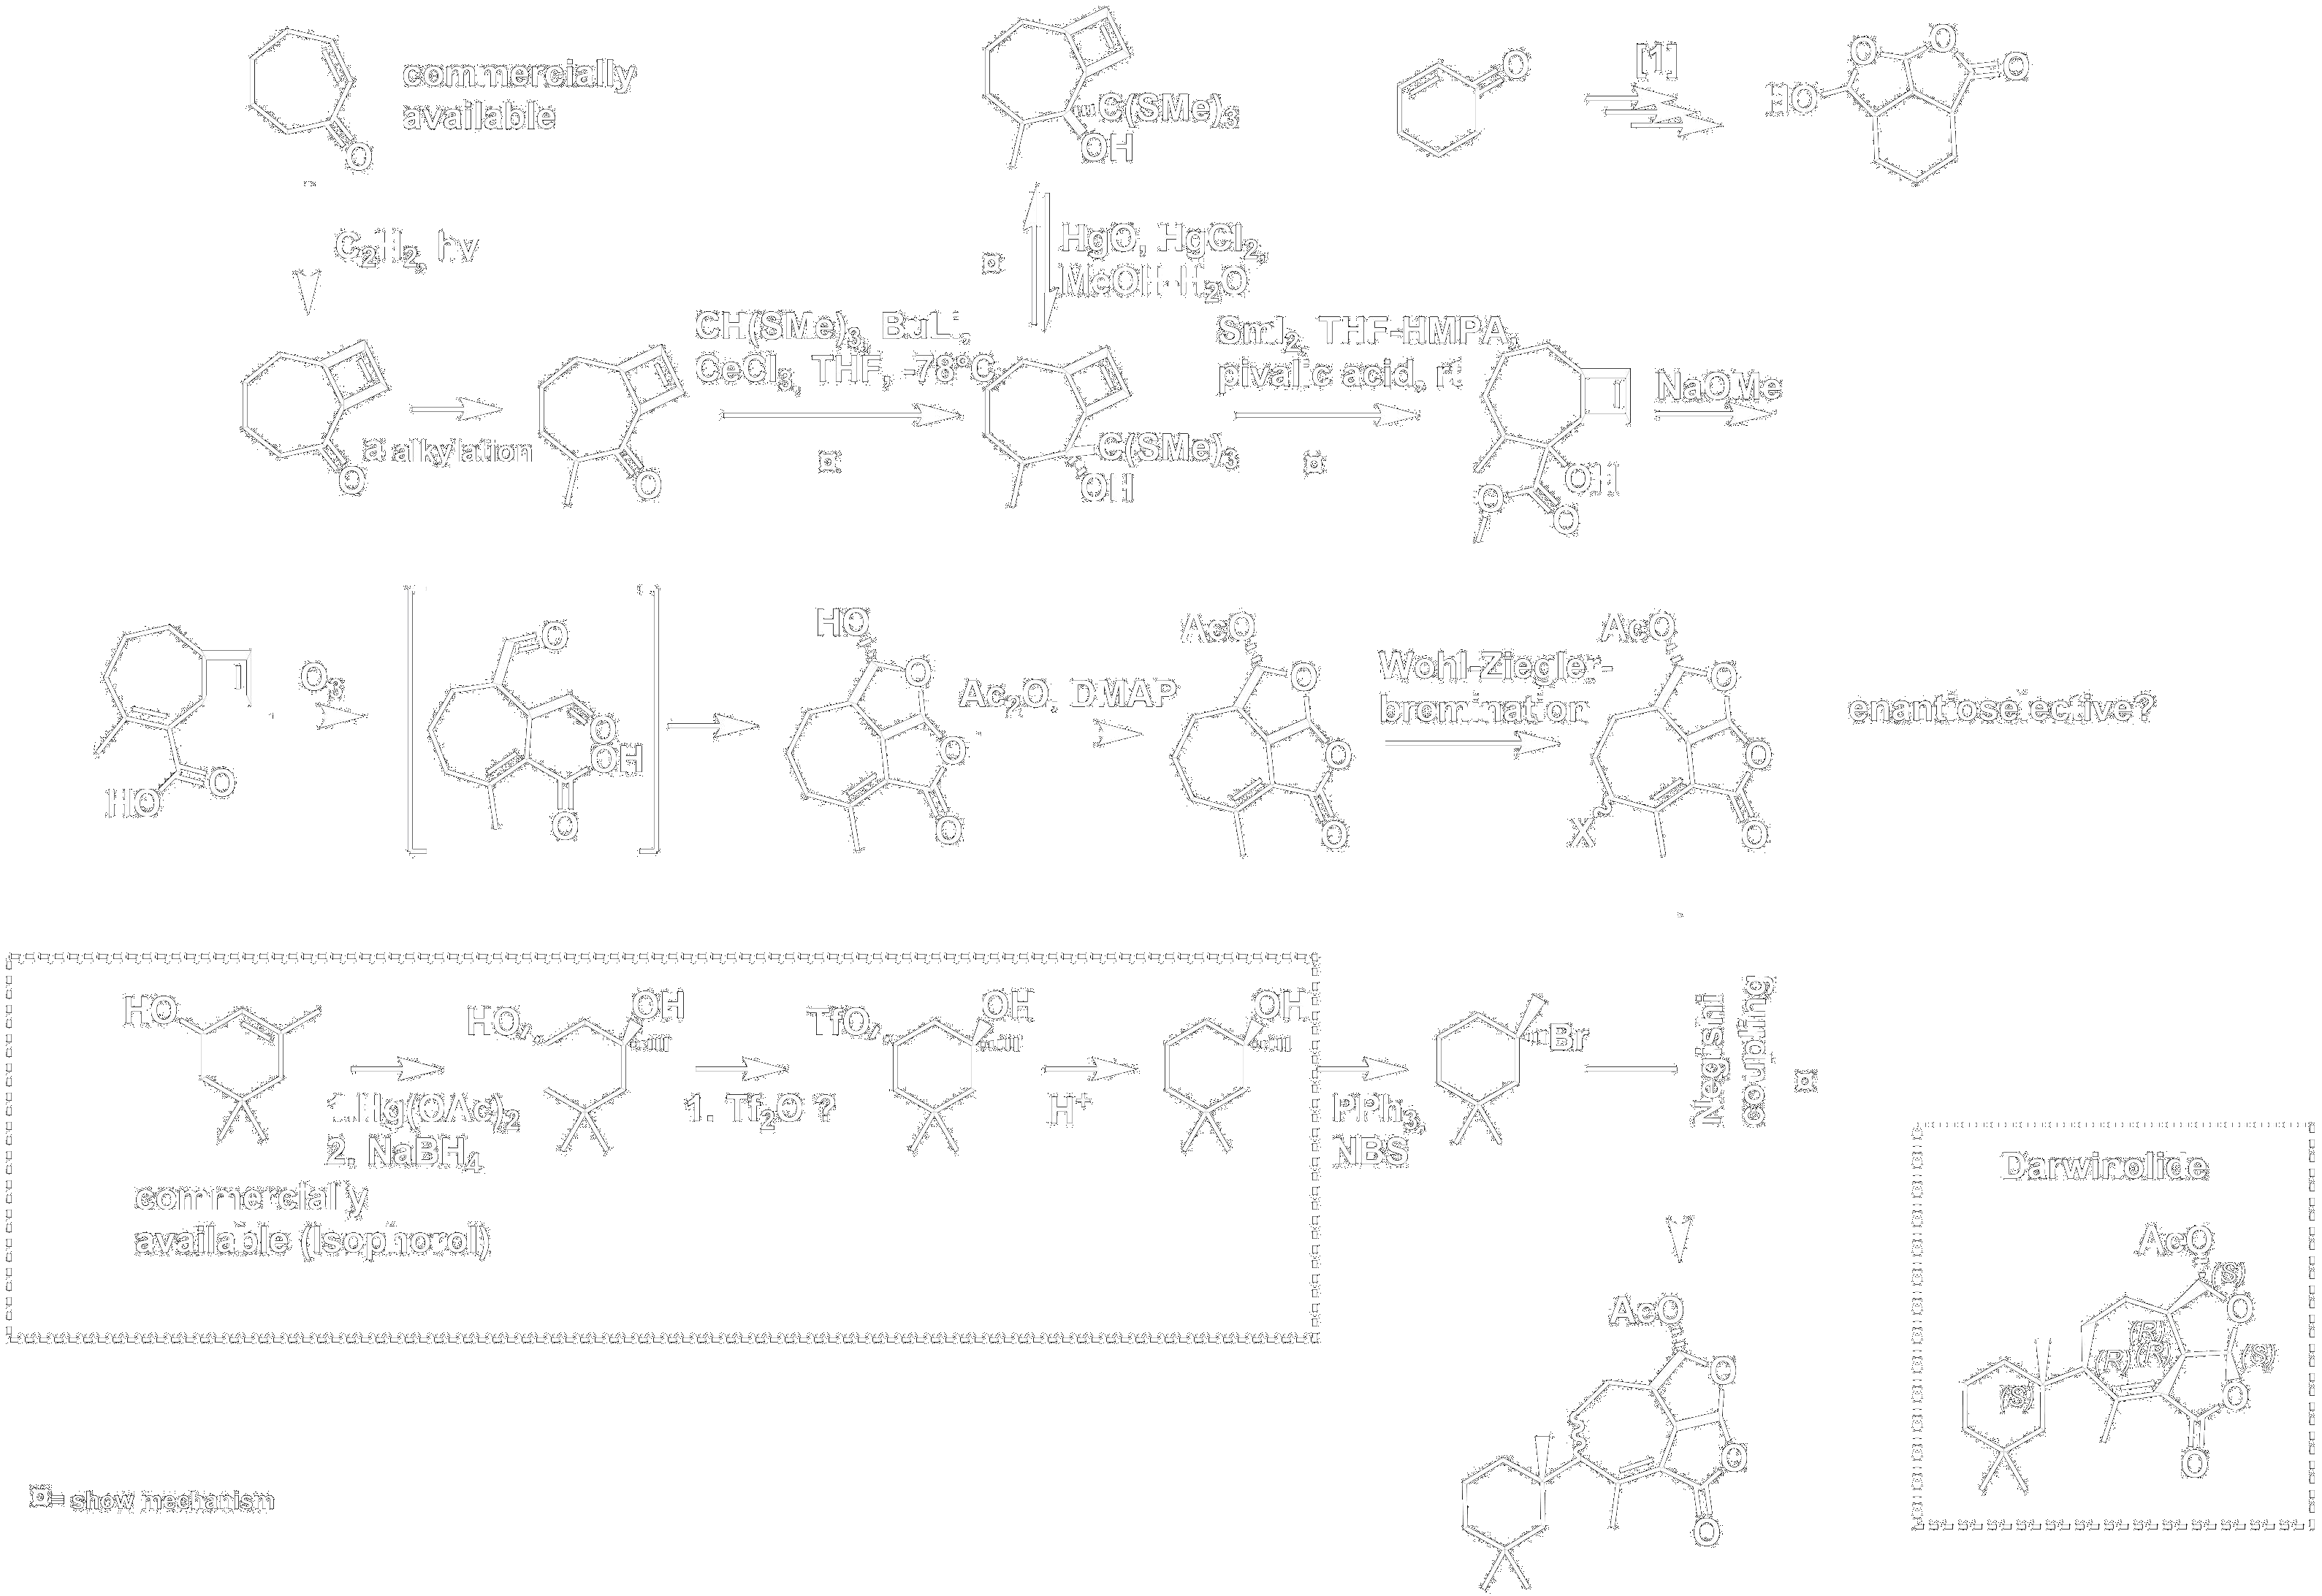 commercially
available
O
C2H2, hv
C(SMe)3
OH
HgO, HgCl2,
MeOH-H2O
O
[1]
O
O
O
HO
O
a alkylation
O
CH(SMe)3, BuLi,
CeCl3, THF, -78°C
C(SMe)3
OH
SmI2, THF-HMPA,
pivalic acid, rt
OH
O
O
NaOMe
HO
O
O3
O
O
OH
O
HO
O
O
O
Ac2O, DMAP
AcO
O
O
O
Wohl-Ziegler-
bromination
AcO
O
O
O
X
enantioselective?
HO
1.Hg(OAc)2
2. NaBH4
commercially
available (Isophorol)
HO
OH
1. Tf2O ?
TfO
OH
H+
OH
PPh3,
NBS
Br
Negishi
coupling
AcO
O
O
O
Darwinolide
AcO
(S)
O
(R)
(R)
(R)
(S)
(S)
O
O
= show mechanism